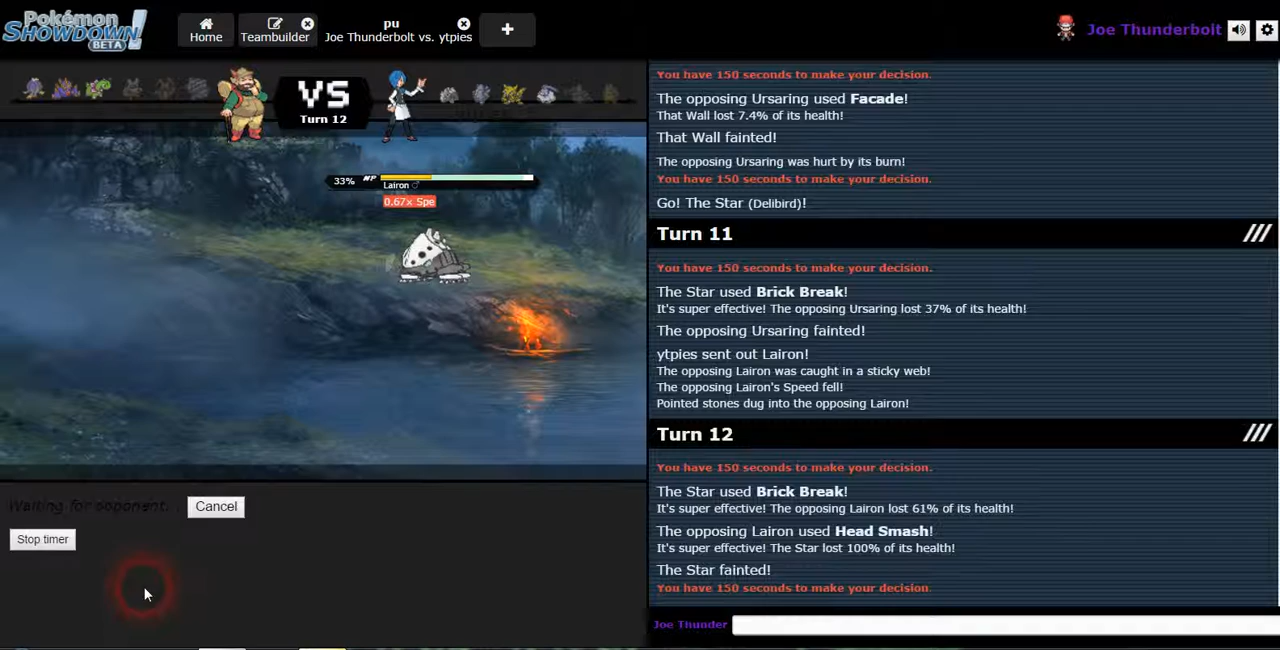 Pokémon
SHOWDOWN!
BETA
Home
Teambuilder
pu
Joe Thunderbolt vs. ytpies
+
Joe Thunderbolt
VS
Turn 12
33%
Lairon ♂
0.67× Spe
Waiting for opponent.
Cancel
Stop timer
You have 150 seconds to make your decision.
The opposing Ursaring used Facade!
That Wall lost 7.4% of its health!
That Wall fainted!
The opposing Ursaring was hurt by its burn!
You have 150 seconds to make your decision.
Go! The Star (Delibird)!
Turn 11
You have 150 seconds to make your decision.
The Star used Brick Break!
It's super effective! The opposing Ursaring lost 37% of its health!
The opposing Ursaring fainted!
ytpies sent out Lairon!
The opposing Lairon was caught in a sticky web!
The opposing Lairon's Speed fell!
Pointed stones dug into the opposing Lairon!
Turn 12
You have 150 seconds to make your decision.
The Star used Brick Break!
It's super effective! The opposing Lairon lost 61% of its health!
The opposing Lairon used Head Smash!
It's super effective! The Star lost 100% of its health!
The Star fainted!
You have 150 seconds to make your decision.
Joe Thunder